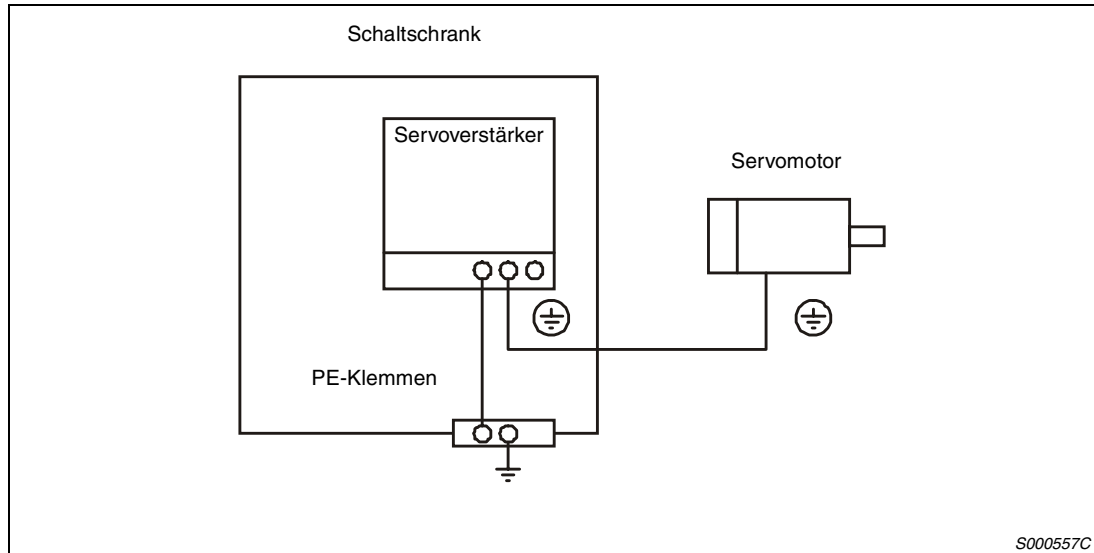 Schaltschrank
Servoverstärker
Servomotor
PE-Klemmen
S000557C